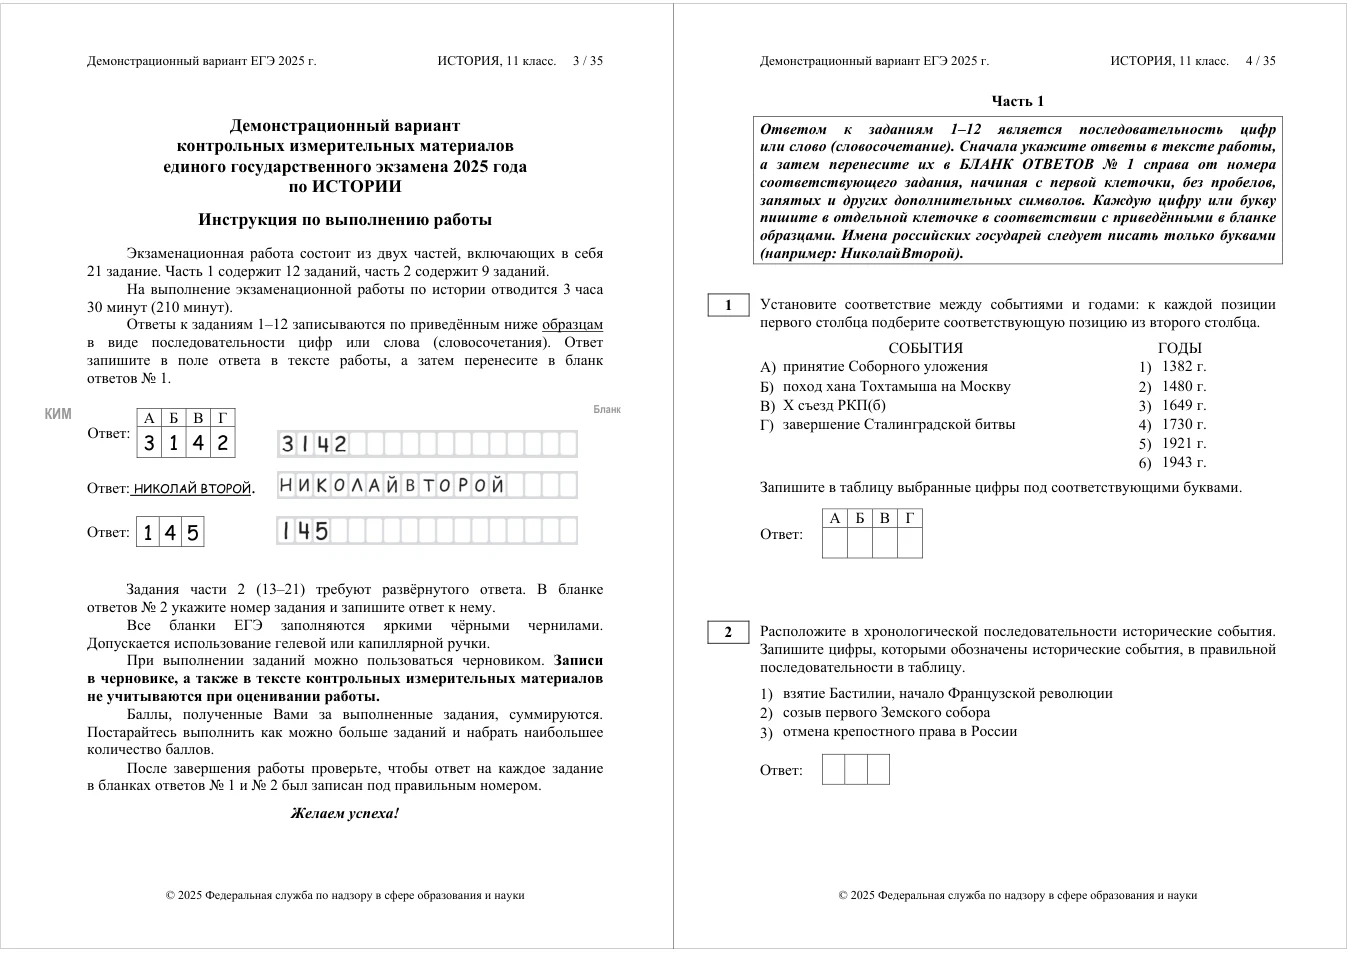 Демонстрационный вариант ЕГЭ 2025 г. ИСТОРИЯ, 11 класс. 3 / 35
Демонстрационный вариант
контрольных измерительных материалов
единого государственного экзамена 2025 года
по ИСТОРИИ
Инструкция по выполнению работы
Экзаменационная работа состоит из двух частей, включающих в себя
21 задание. Часть 1 содержит 12 заданий, часть 2 содержит 9 заданий.
На выполнение экзаменационной работы по истории отводится 3 часа
30 минут (210 минут).
Ответы к заданиям 1–12 записываются по приведённым ниже образцам
в виде последовательности цифр или слова (словосочетания). Ответ
запишите в поле ответа в тексте работы, а затем перенесите в бланк
ответов № 1.
КИМ Бланк
А Б В Г
Ответ: 3 1 4 2 3142
Ответ: НИКОЛАЙ ВТОРОЙ. НИКОЛАЙВТОРОЙ
Ответ: 1 4 5 145
Задания части 2 (13–21) требуют развёрнутого ответа. В бланке
ответов № 2 укажите номер задания и запишите ответ к нему.
Все бланки ЕГЭ заполняются яркими чёрными чернилами.
Допускается использование гелевой или капиллярной ручки.
При выполнении заданий можно пользоваться черновиком. Записи
в черновике, а также в тексте контрольных измерительных материалов
не учитываются при оценивании работы.
Баллы, полученные Вами за выполненные задания, суммируются.
Постарайтесь выполнить как можно больше заданий и набрать наибольшее
количество баллов.
После завершения работы проверьте, чтобы ответ на каждое задание
в бланках ответов № 1 и № 2 был записан под правильным номером.
Желаем успеха!
© 2025 Федеральная служба по надзору в сфере образования и науки
Демонстрационный вариант ЕГЭ 2025 г. ИСТОРИЯ, 11 класс. 4 / 35
Часть 1
Ответом к заданиям 1–12 является последовательность цифр
или слово (словосочетание). Сначала укажите ответы в тексте работы,
а затем перенесите их в БЛАНК ОТВЕТОВ № 1 справа от номера
соответствующего задания, начиная с первой клеточки, без пробелов,
запятых и других дополнительных символов. Каждую цифру или букву
пишите в отдельной клеточке в соответствии с приведёнными в бланке
образцами. Имена российских государей следует писать только буквами
(например: НиколайВторой).
1 Установите соответствие между событиями и годами: к каждой позиции
первого столбца подберите соответствующую позицию из второго столбца.
СОБЫТИЯ ГОДЫ
А) принятие Соборного уложения 1) 1382 г.
Б) поход хана Тохтамыша на Москву 2) 1480 г.
В) X съезд РКП(б) 3) 1649 г.
Г) завершение Сталинградской битвы 4) 1730 г.
5) 1921 г.
6) 1943 г.
Запишите в таблицу выбранные цифры под соответствующими буквами.
А Б В Г
Ответ:
2 Расположите в хронологической последовательности исторические события.
Запишите цифры, которыми обозначены исторические события, в правильной
последовательности в таблицу.
1) взятие Бастилии, начало Французской революции
2) созыв первого Земского собора
3) отмена крепостного права в России
Ответ:
© 2025 Федеральная служба по надзору в сфере образования и науки